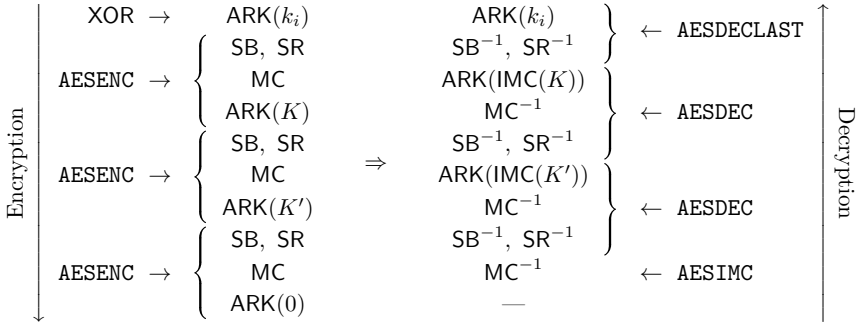 XOR → ARK(kᵢ) ARK(kᵢ) ← AESDECLAST
SB, SR SB⁻¹, SR⁻¹
AESENC → MC ARK(IMC(K))
ARK(K) MC⁻¹ ← AESDEC
SB, SR SB⁻¹, SR⁻¹
AESENC → MC ⇒ ARK(IMC(K′))
ARK(K′) MC⁻¹ ← AESDEC
SB, SR SB⁻¹, SR⁻¹
AESENC → MC MC⁻¹ ← AESIMC
ARK(0) —
Encryption
Decryption